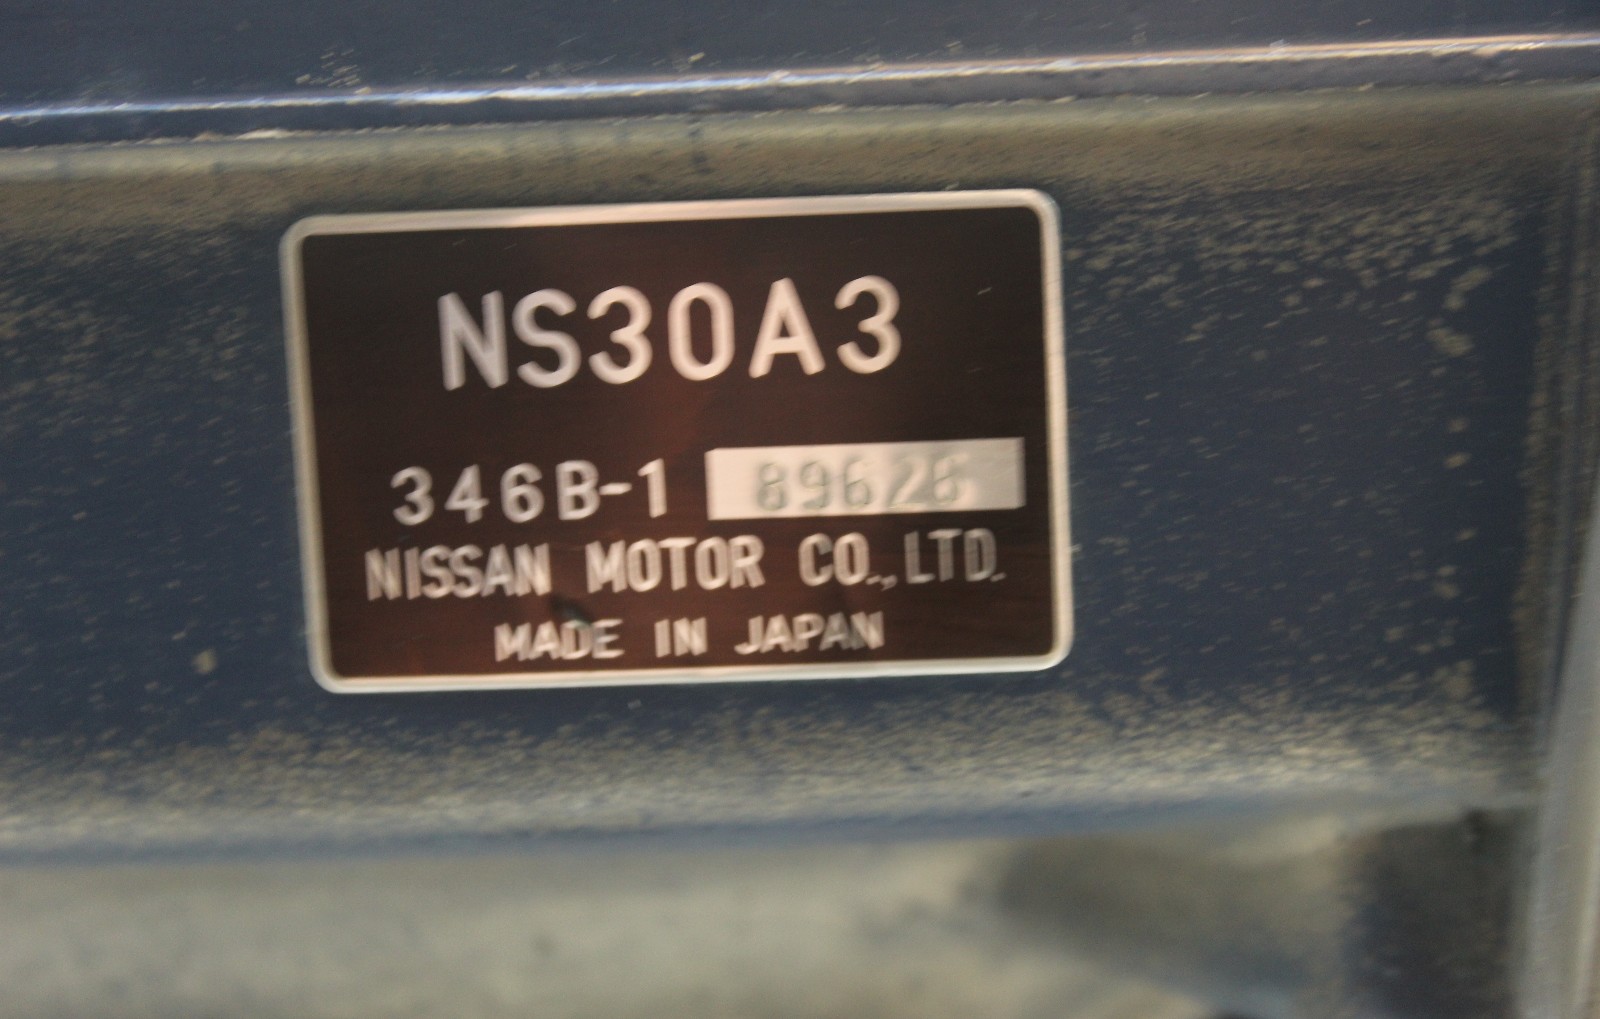 NS30A3
346B-1 89626
NISSAN MOTOR CO.,LTD.
MADE IN JAPAN